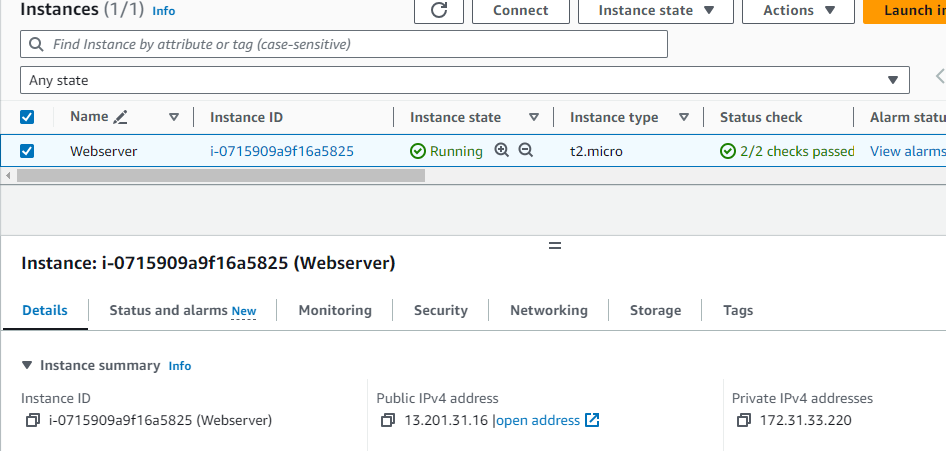 Instances (1/1) Info Connect Instance state Actions Launch in
Find Instance by attribute or tag (case-sensitive)
Any state
Name Instance ID Instance state Instance type Status check Alarm statu
Webserver i-0715909a9f16a5825 Running t2.micro 2/2 checks passed View alarms
Instance: i-0715909a9f16a5825 (Webserver)
Details Status and alarms New Monitoring Security Networking Storage Tags
Instance summary Info
Instance ID Public IPv4 address Private IPv4 addresses
i-0715909a9f16a5825 (Webserver) 13.201.31.16 |open address 172.31.33.220